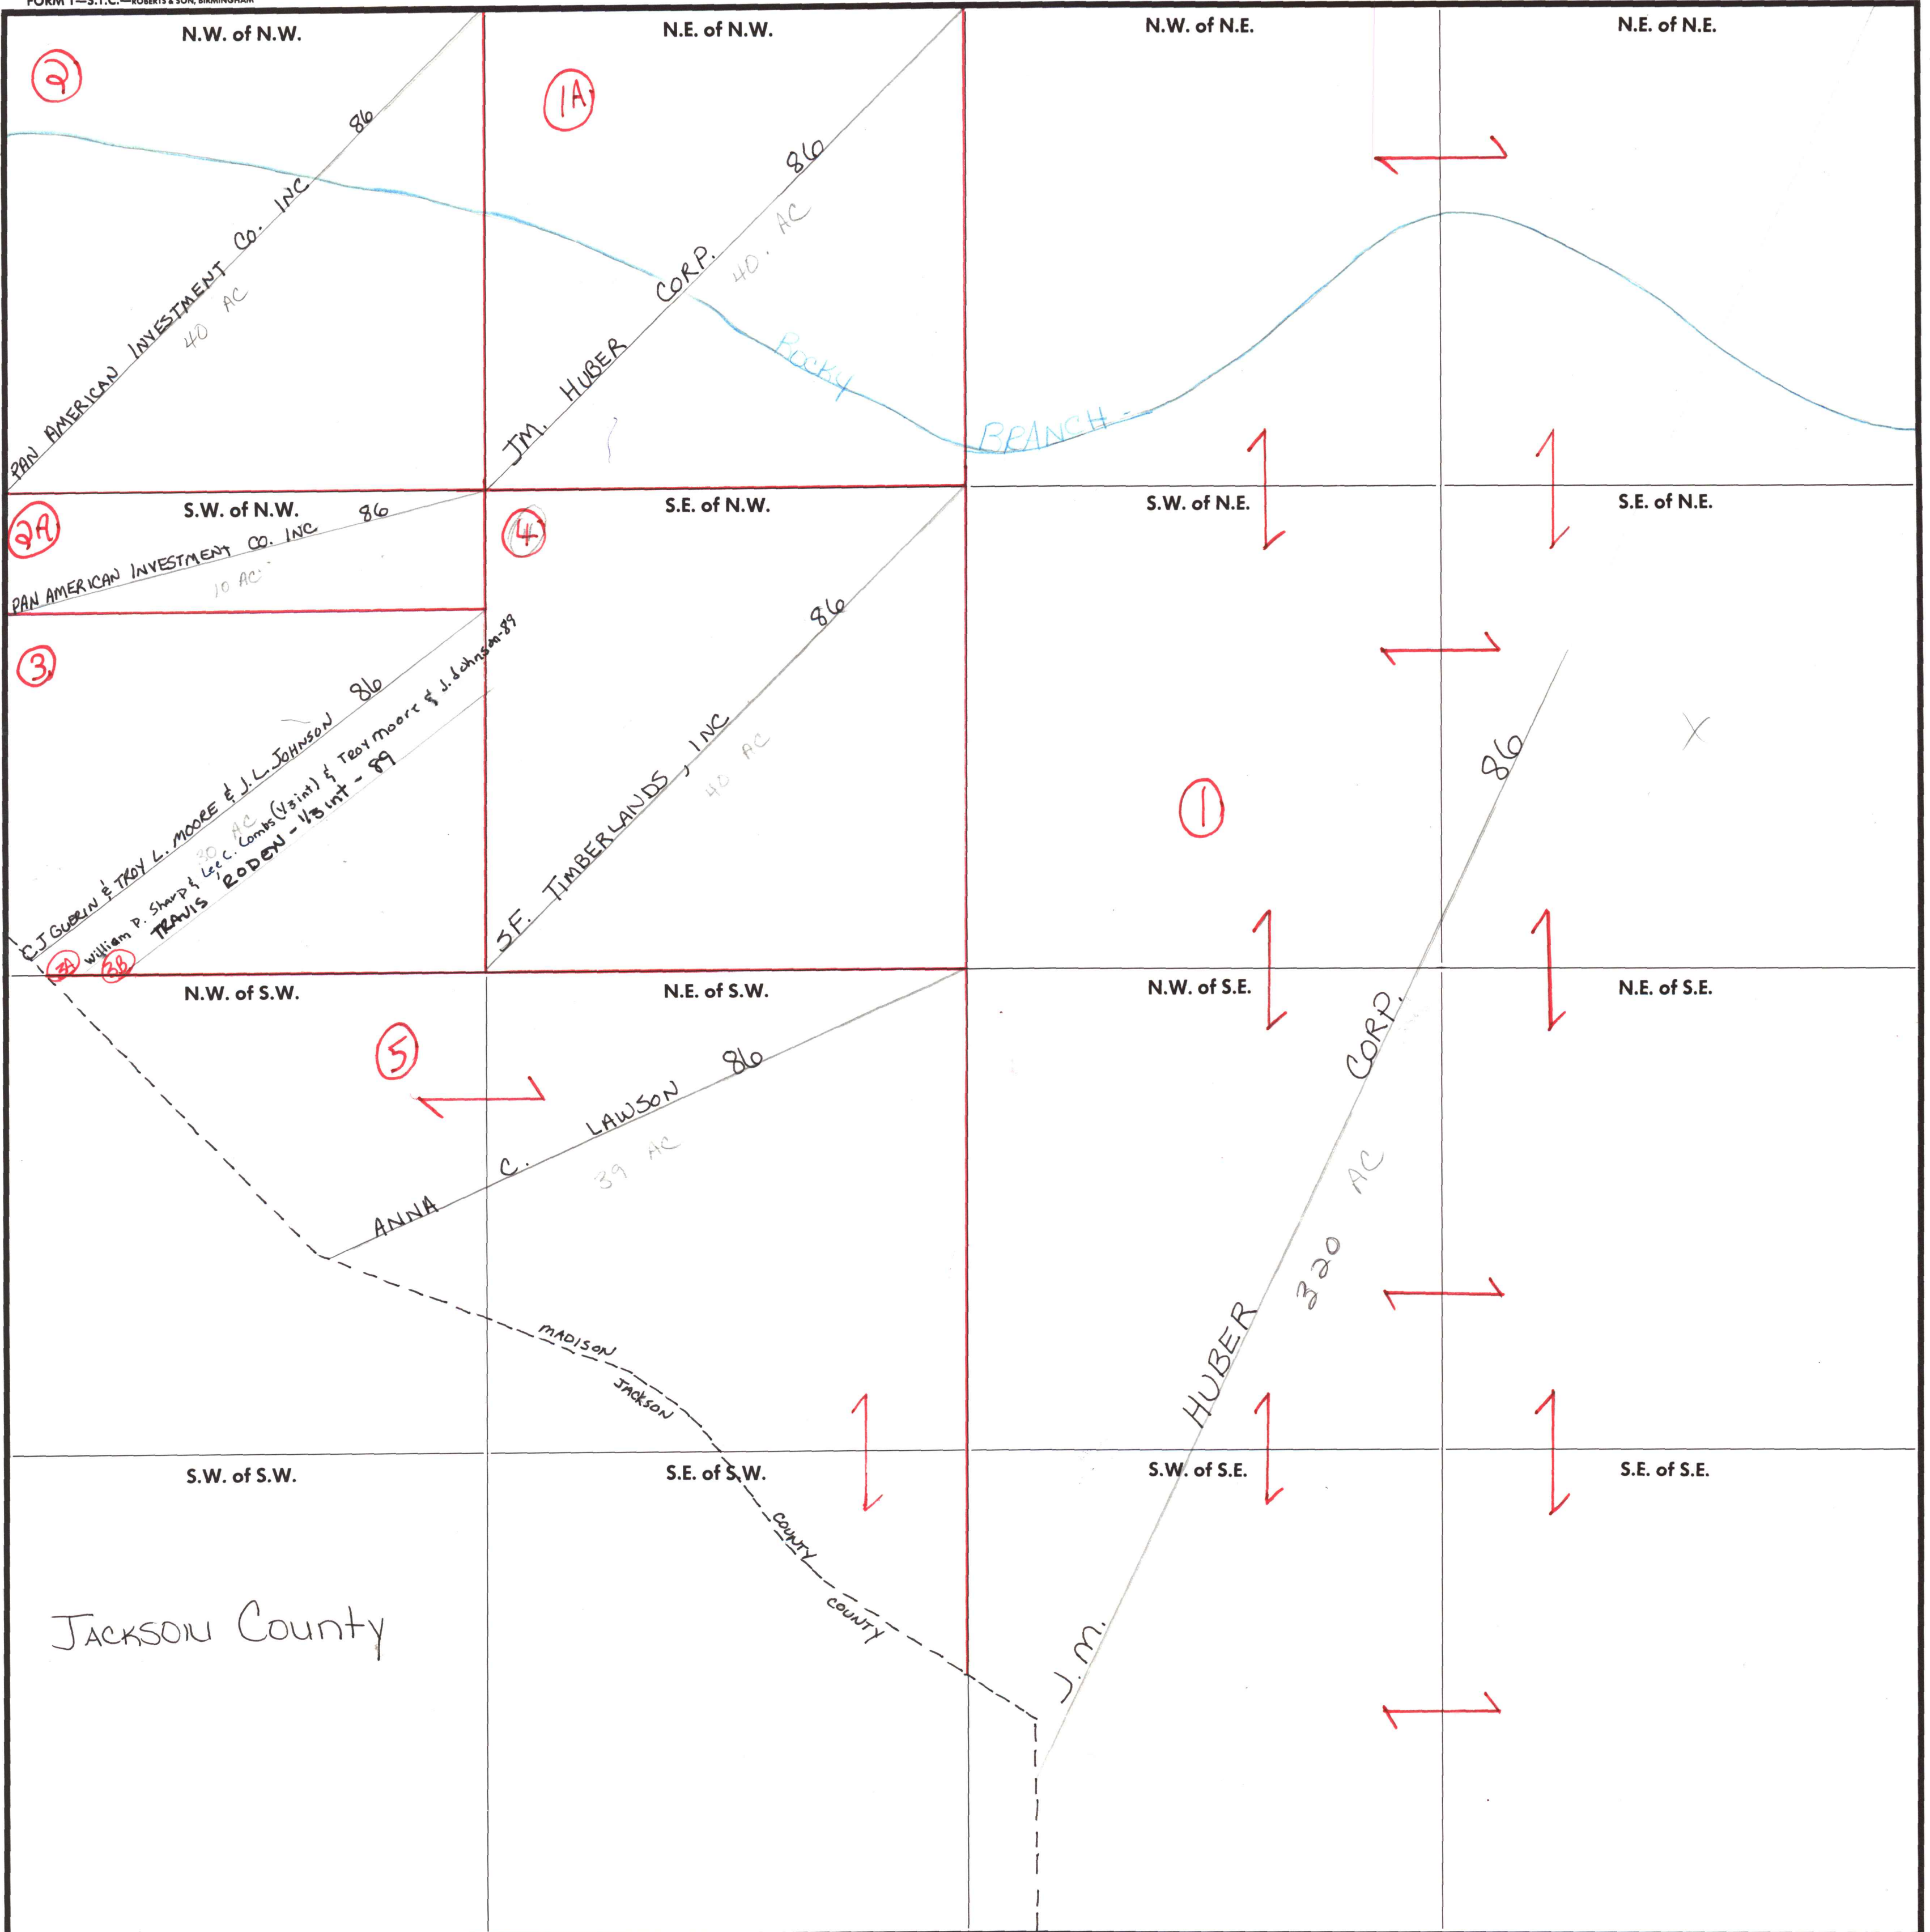 FORM 1—S.T.C.—ROBERTS & SON, BIRMINGHAM
N.W. of N.W.
N.E. of N.W.
N.W. of N.E.
N.E. of N.E.
2
1A
PAN AMERICAN INVESTMENT CO. INC 86
40 AC
J.M. HUBER CORP. 86
40. AC
Rocky BRANCH
S.W. of N.W.
S.E. of N.W.
S.W. of N.E.
S.E. of N.E.
2A
PAN AMERICAN INVESTMENT CO. INC 86
10 AC
4
3
CJ GUERIN & TROY L. MOORE & J. L. JOHNSON 86
30 AC
William P. Sharp & Lee C. Combs (1/3 int) & Troy Moore & J. Johnson-89
TRAVIS RODEN - 1/3 int - 89
3A
3B
S.F. TIMBERLANDS, INC 86
40 AC
1
X
N.W. of S.W.
N.E. of S.W.
N.W. of S.E.
N.E. of S.E.
5
ANNA C. LAWSON 86
39 AC
J.M. HUBER CORP. 86
320 AC
MADISON COUNTY
JACKSON COUNTY
S.W. of S.W.
S.E. of S.W.
S.W. of S.E.
S.E. of S.E.
JACKSON County